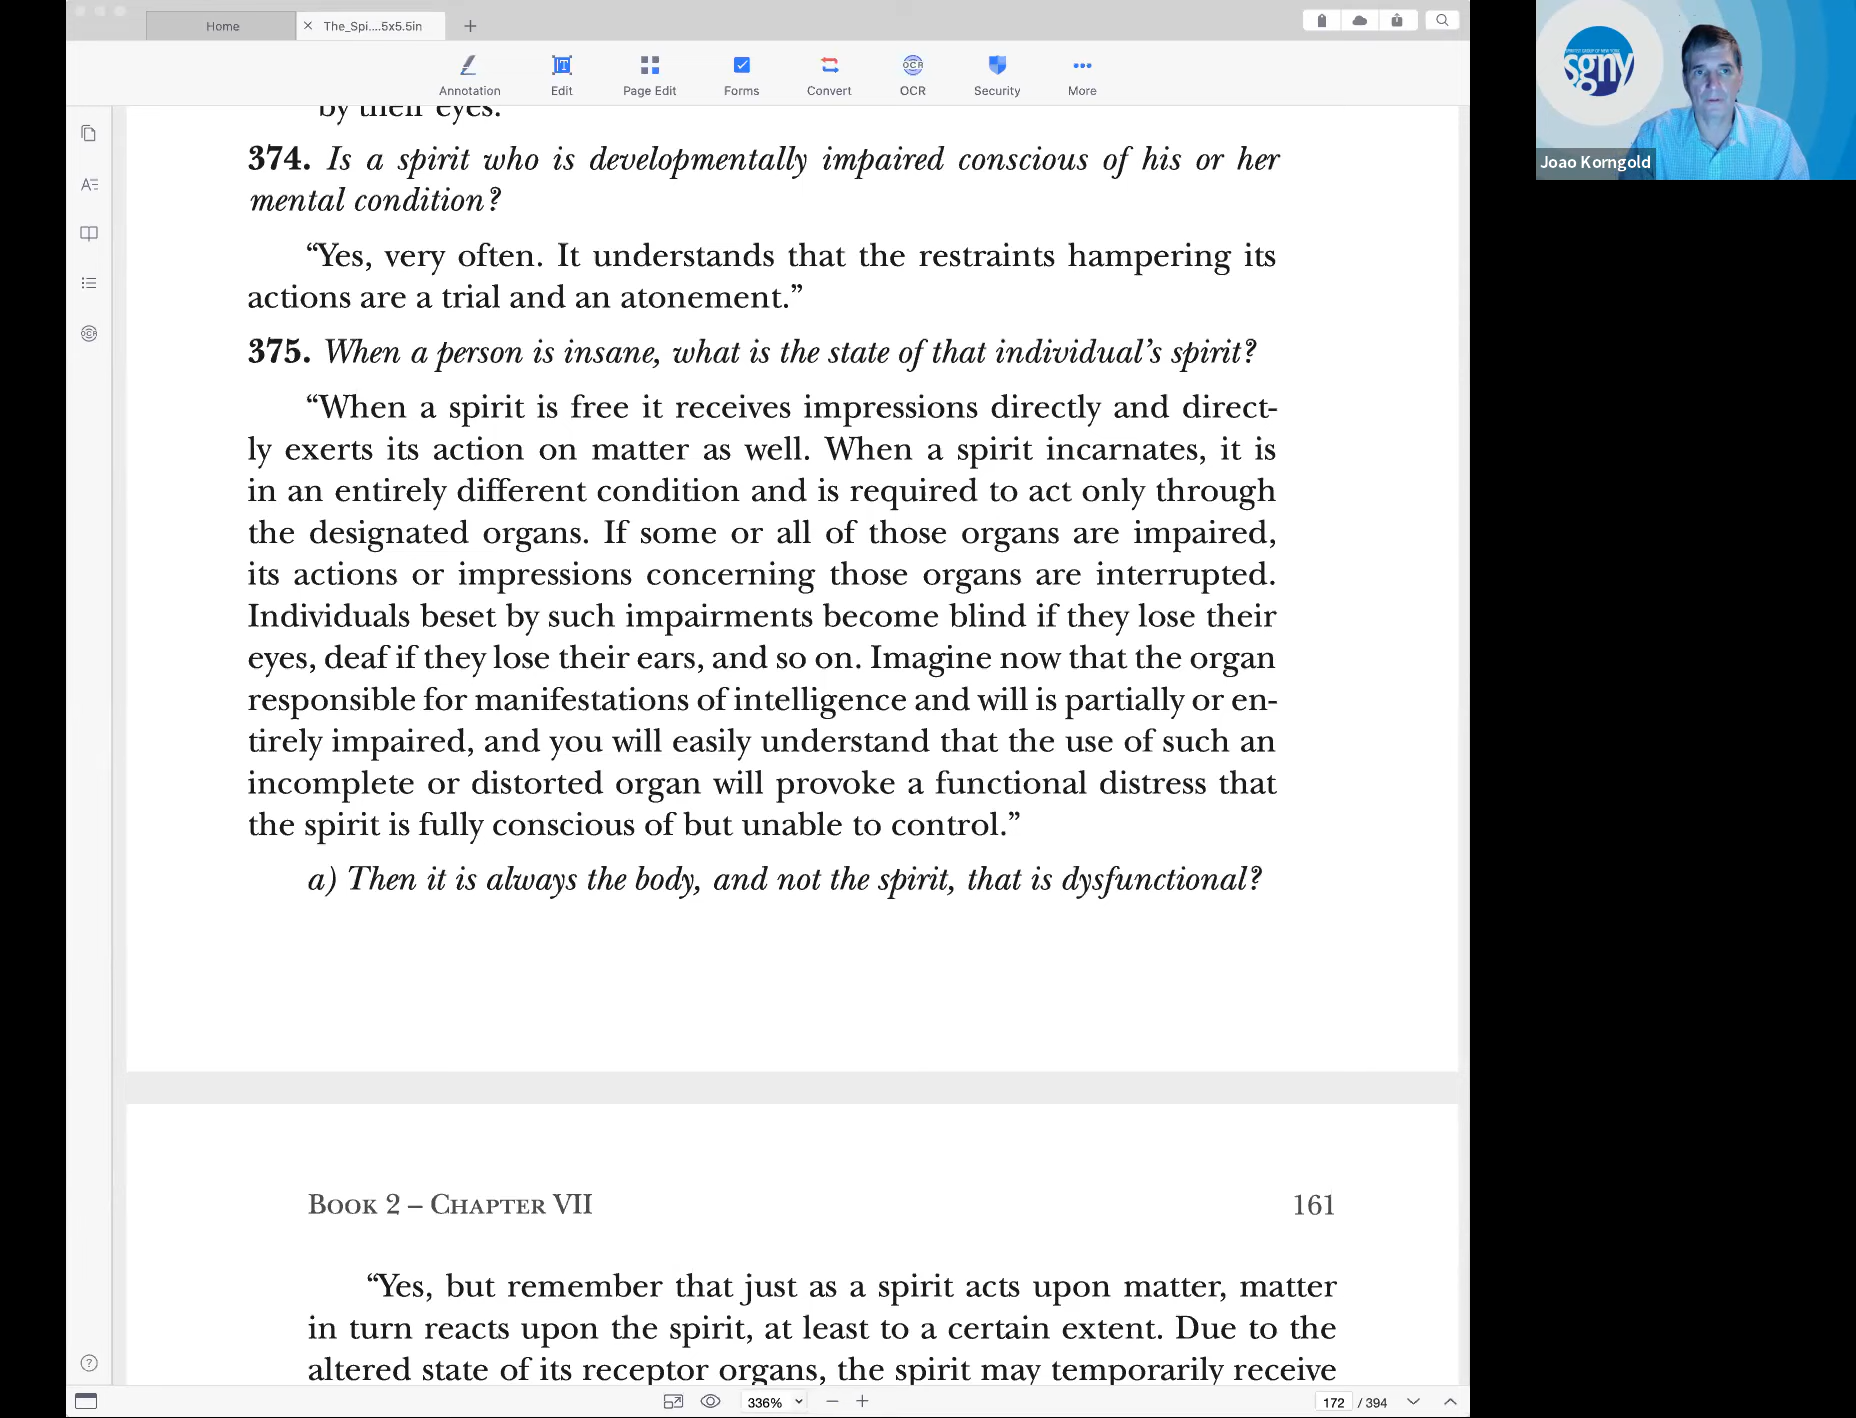 Home
The_Spi....5x5.5in
Annotation
Edit
Page Edit
Forms
Convert
OCR
Security
More
by their eyes.
374. Is a spirit who is developmentally impaired conscious of his or her
mental condition?
“Yes, very often. It understands that the restraints hampering its
actions are a trial and an atonement.”
375. When a person is insane, what is the state of that individual’s spirit?
“When a spirit is free it receives impressions directly and direct-
ly exerts its action on matter as well. When a spirit incarnates, it is
in an entirely different condition and is required to act only through
the designated organs. If some or all of those organs are impaired,
its actions or impressions concerning those organs are interrupted.
Individuals beset by such impairments become blind if they lose their
eyes, deaf if they lose their ears, and so on. Imagine now that the organ
responsible for manifestations of intelligence and will is partially or en-
tirely impaired, and you will easily understand that the use of such an
incomplete or distorted organ will provoke a functional distress that
the spirit is fully conscious of but unable to control.”
a) Then it is always the body, and not the spirit, that is dysfunctional?
BOOK 2 – CHAPTER VII
161
“Yes, but remember that just as a spirit acts upon matter, matter
in turn reacts upon the spirit, at least to a certain extent. Due to the
altered state of its receptor organs, the spirit may temporarily receive
336%
172 / 394
sgny
Joao Korngold